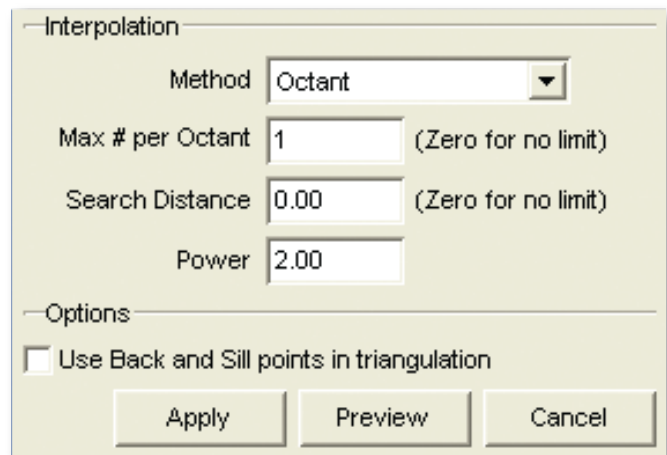 Interpolation
Method Octant
Max # per Octant 1 (Zero for no limit)
Search Distance 0.00 (Zero for no limit)
Power 2.00
Options
Use Back and Sill points in triangulation
Apply Preview Cancel